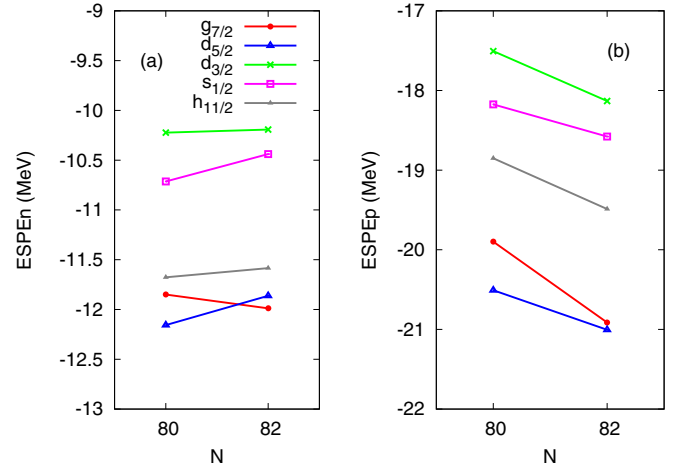 -9
-9.5
-10
-10.5
-11
-11.5
-12
-12.5
-13
ESPEn (MeV)
80
82
N
(a)
g7/2
d5/2
d3/2
s1/2
h11/2
-17
-18
-19
-20
-21
-22
ESPEp (MeV)
80
82
N
(b)